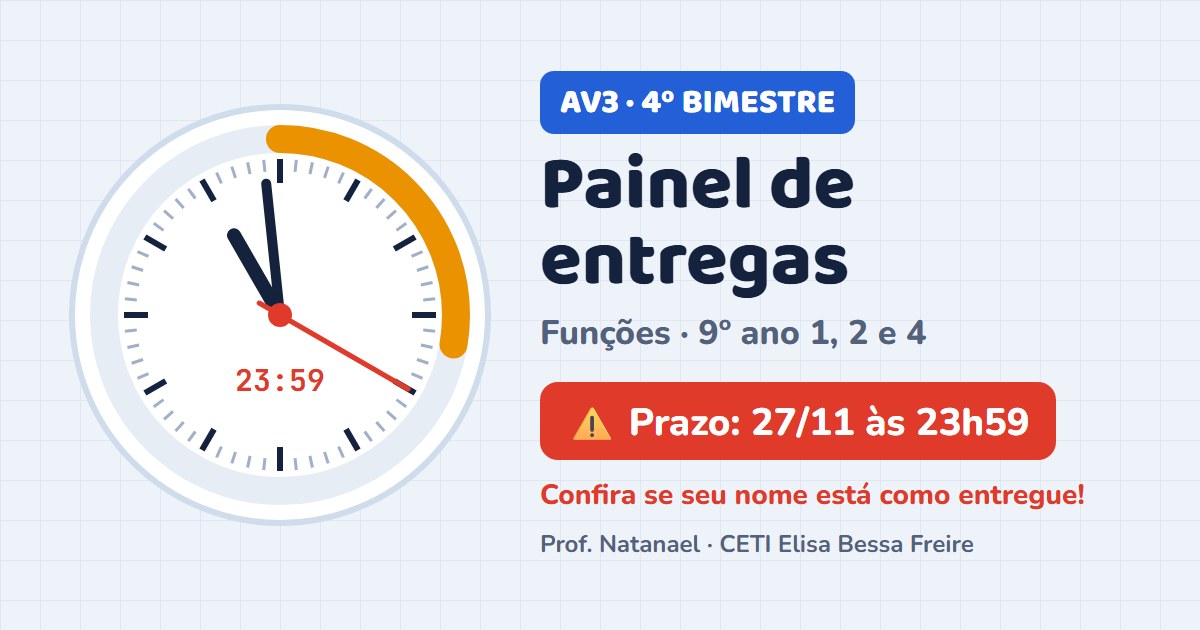 AV3 · 4º BIMESTRE
Painel de
entregas
Funções · 9º ano 1, 2 e 4
23:59
⚠️ Prazo: 27/11 às 23h59
Confira se seu nome está como entregue!
Prof. Natanael · CETI Elisa Bessa Freire